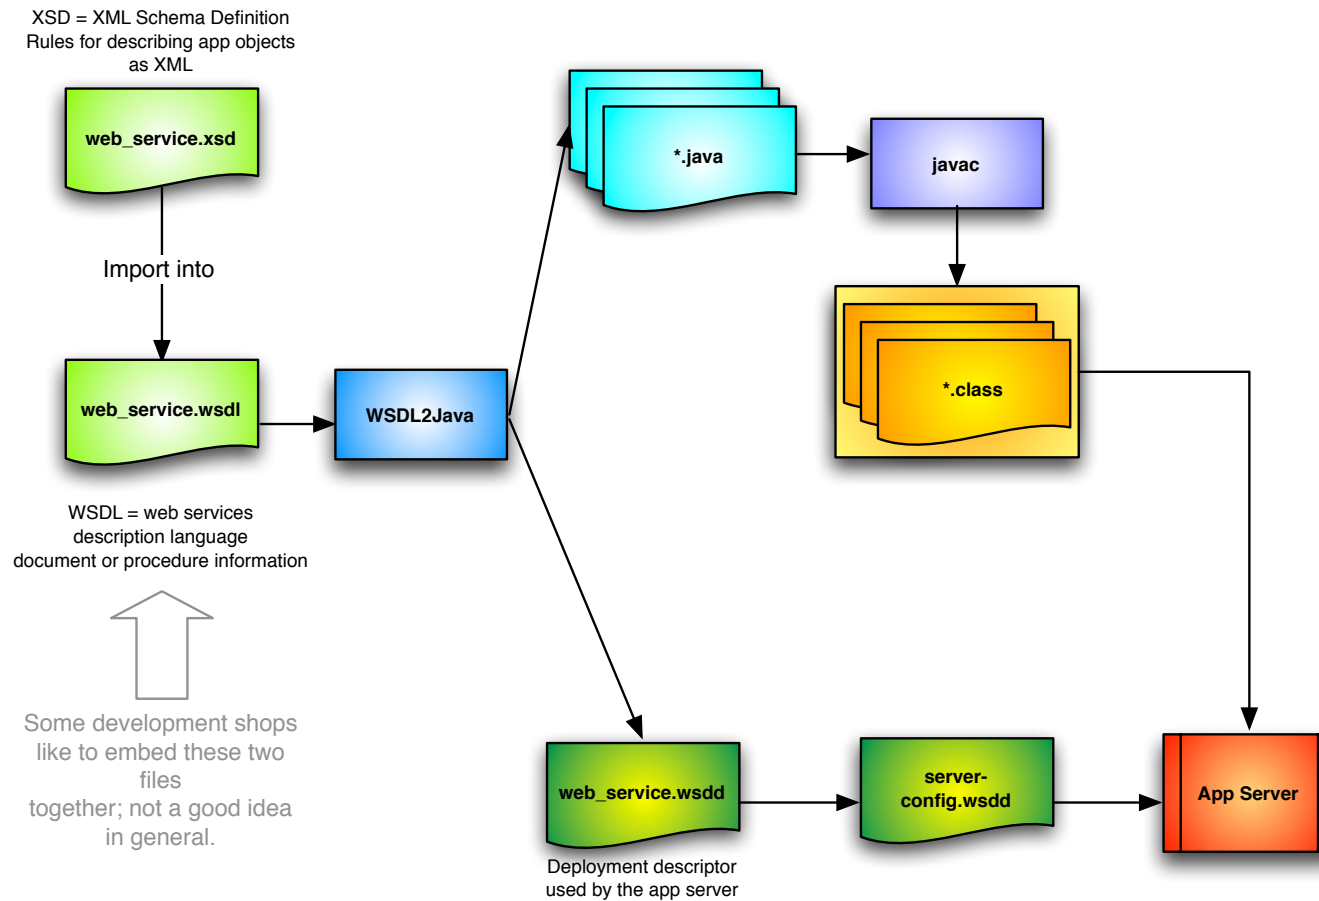 XSD = XML Schema Definition
Rules for describing app objects
as XML
web_service.xsd
Import into
web_service.wsdl
WSDL = web services
description language
document or procedure information
Some development shops
like to embed these two
files
together; not a good idea
in general.
WSDL2Java
*.java
javac
*.class
web_service.wsdd
Deployment descriptor
used by the app server
server-
config.wsdd
App Server